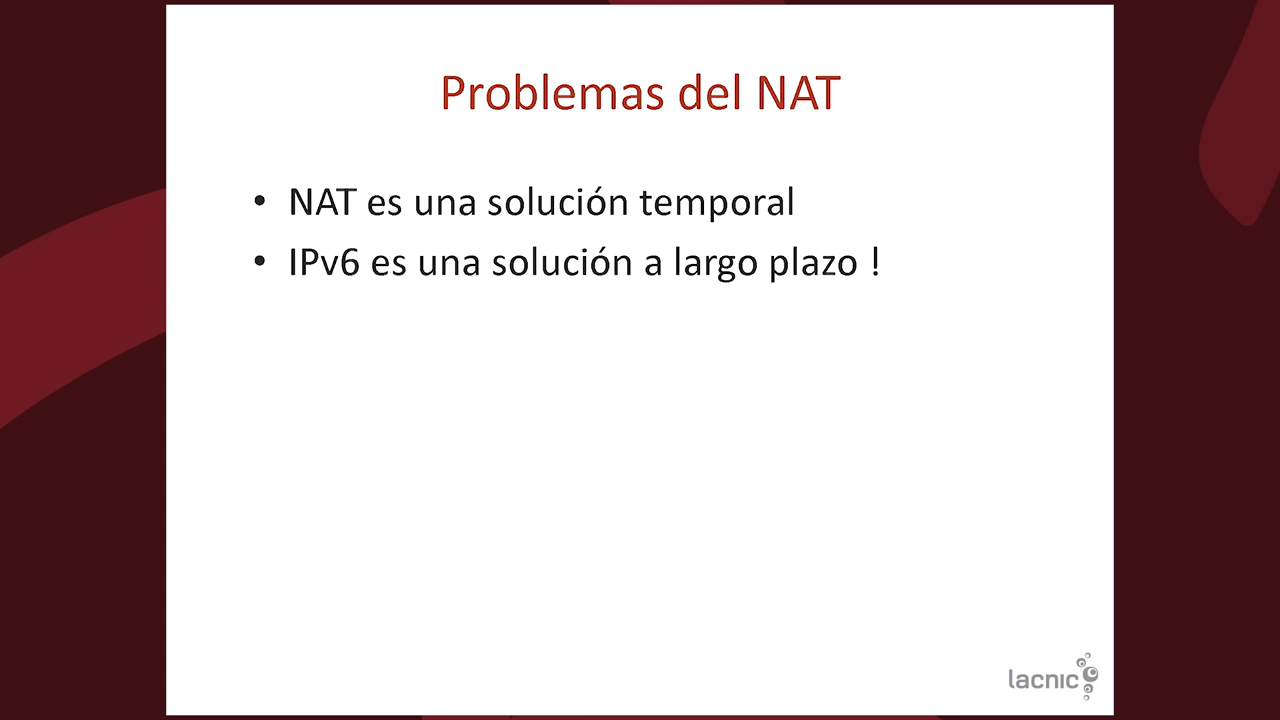 Problemas del NAT
• NAT es una solución temporal
• IPv6 es una solución a largo plazo !
lacnic